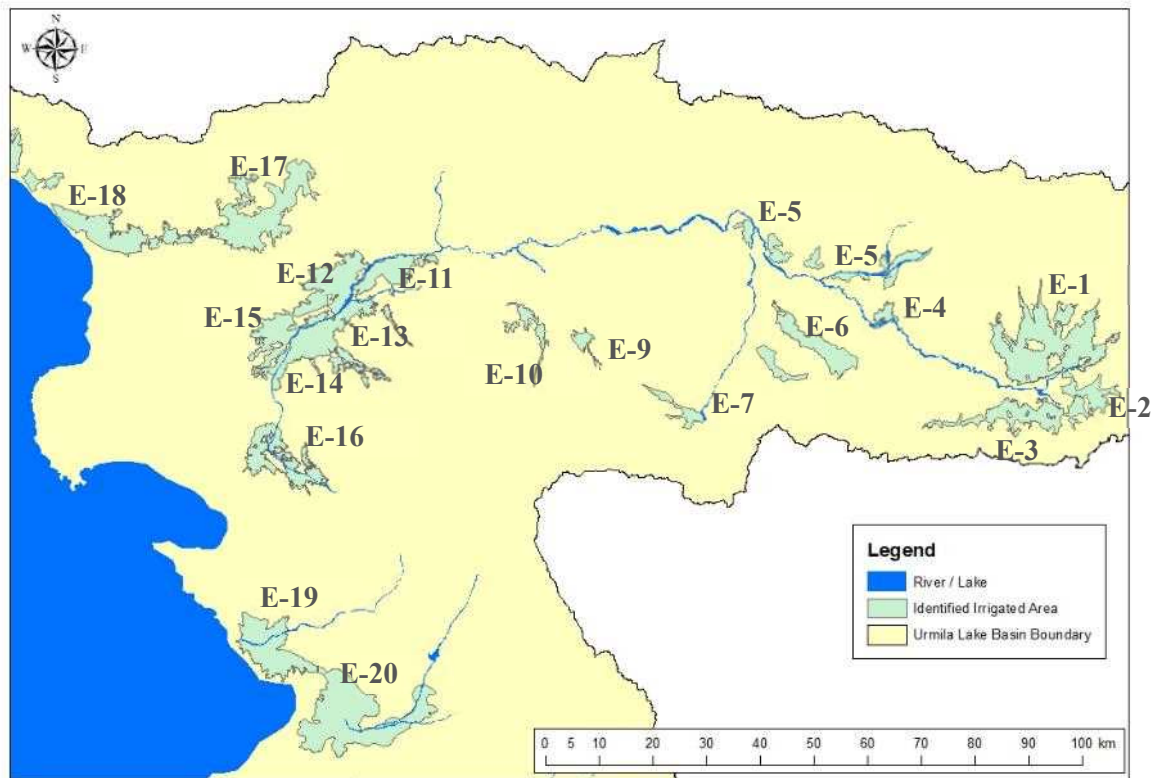 N
W E
S
E-17
E-18
E-5
E-12
E-11
E-5
E-1
E-15
E-4
E-13
E-6
E-9
E-10
E-14
E-7
E-2
E-16
E-3
Legend
River / Lake
Identified Irrigated Area
Urmila Lake Basin Boundary
E-19
E-20
0 5 10 20 30 40 50 60 70 80 90 100 km